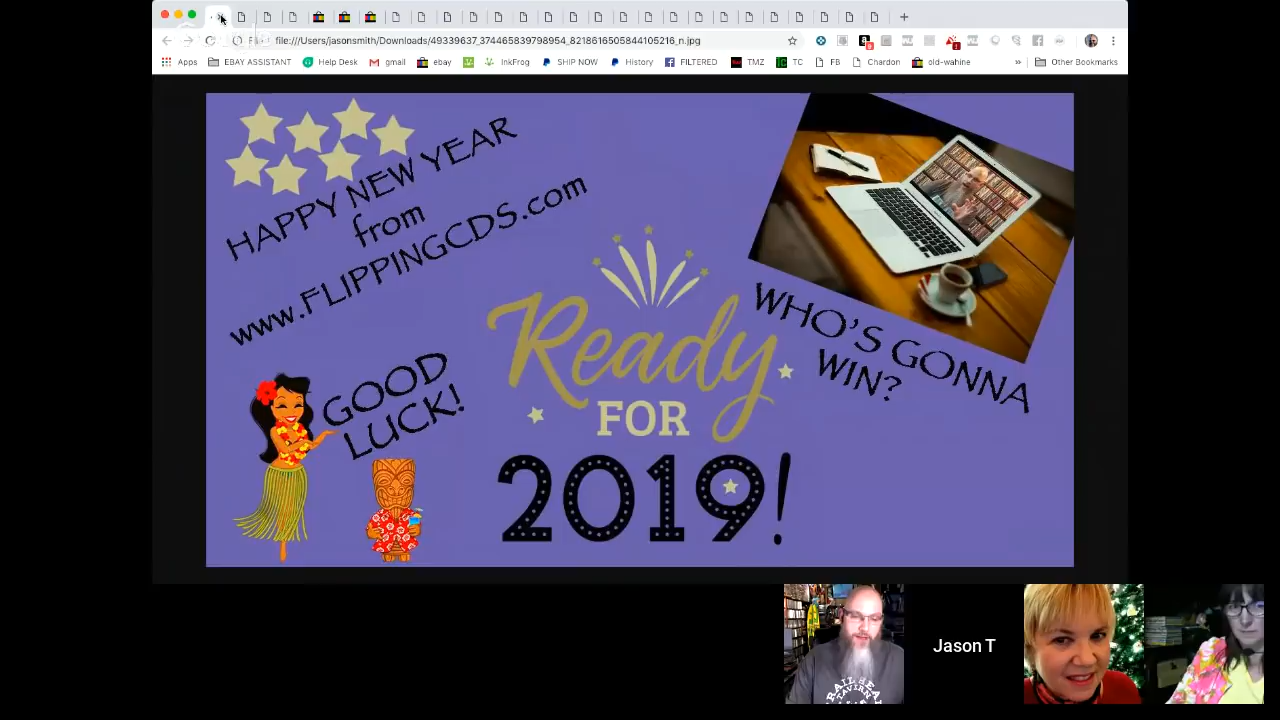 file:///Users/jasonsmith/Downloads/49339637_374465839798954_8218616505844105216_n.jpg
Apps EBAY ASSISTANT Help Desk gmail ebay InkFrog SHIP NOW History FILTERED TMZ TC FB Chardon old-wahine » Other Bookmarks
HAPPY NEW YEAR
from
www.FLIPPINGCDS.com
GOOD
LUCK!
Ready
FOR
2019!
WHO'S GONNA
WIN?
Jason T